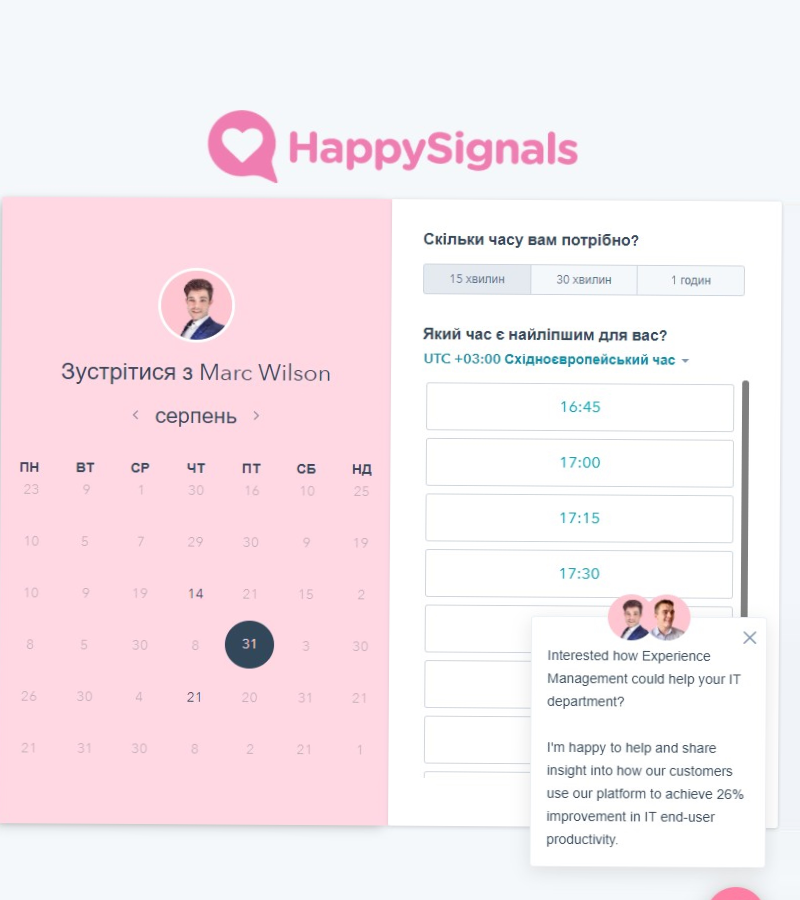 HappySignals
Зустрітися з Marc Wilson
серпень
ПН ВТ СР ЧТ ПТ СБ НД
23 9 1 30 16 10 25
10 5 7 29 30 9 19
10 9 19 14 21 15 2
8 5 30 8 31 3 30
26 30 4 21 20 31 21
21 31 30 8 2 21 1
Скільки часу вам потрібно?
15 хвилин 30 хвилин 1 годин
Який час є найліпшим для вас?
UTC +03:00 Східноєвропейський час
16:45
17:00
17:15
17:30
Interested how Experience
Management could help your IT
department?
I'm happy to help and share
insight into how our customers
use our platform to achieve 26%
improvement in IT end-user
productivity.